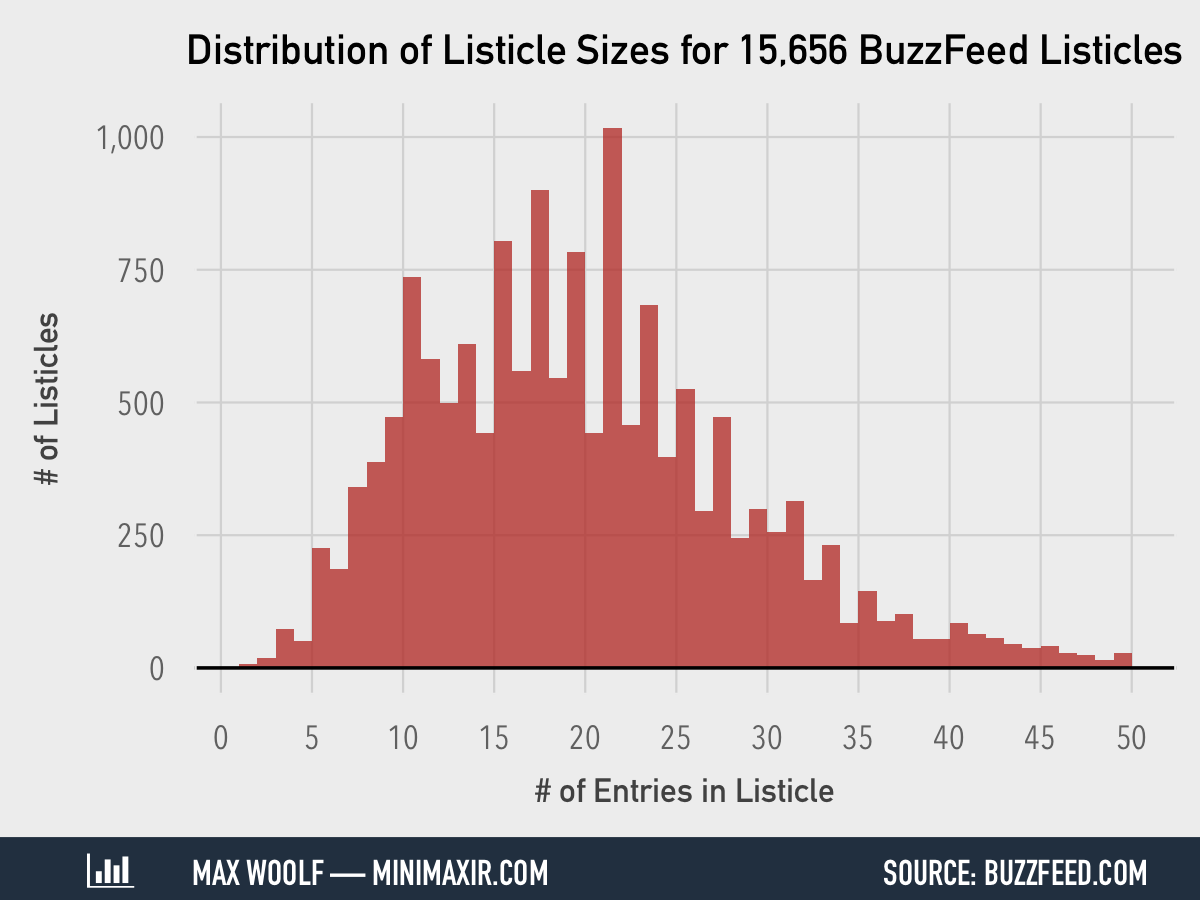 Distribution of Listicle Sizes for 15,656 BuzzFeed Listicles
1,000
750
500
250
0
# of Listicles
0 5 10 15 20 25 30 35 40 45 50
# of Entries in Listicle
MAX WOOLF — MINIMAXIR.COM SOURCE: BUZZFEED.COM